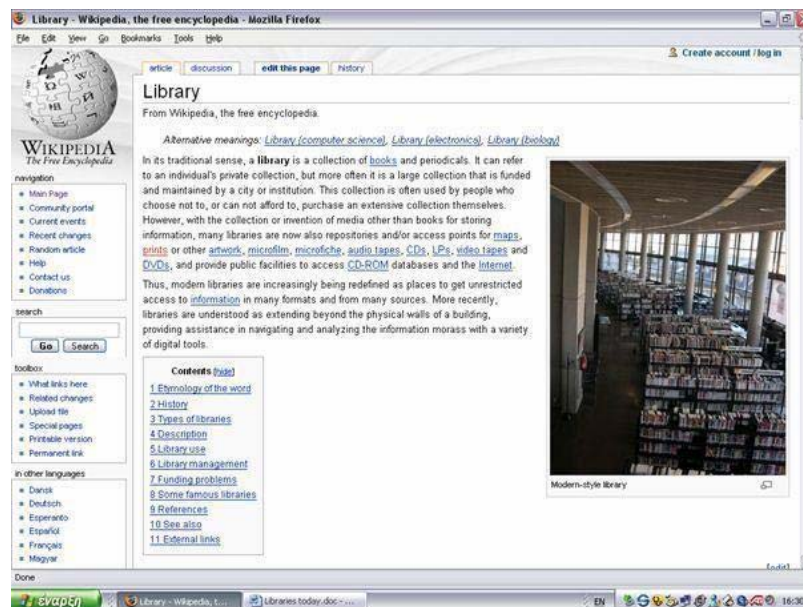 Library - Wikipedia, the free encyclopedia - Mozilla Firefox
File Edit View Go Bookmarks Tools Help
Create account / log in
article discussion edit this page history
WIKIPEDIA
The Free Encyclopedia
navigation
Main Page
Community portal
Current events
Recent changes
Random article
Help
Contact us
Donations
search
Go Search
toolbox
What links here
Related changes
Upload file
Special pages
Printable version
Permanent link
in other languages
Dansk
Deutsch
Esperanto
Español
Français
Magyar
Library
From Wikipedia, the free encyclopedia.
Alternative meanings: Library (computer science), Library (electronics), Library (biology)
In its traditional sense, a library is a collection of books and periodicals. It can refer
to an individual's private collection, but more often it is a large collection that is funded
and maintained by a city or institution. This collection is often used by people who
choose not to, or can not afford to, purchase an extensive collection themselves.
However, with the collection or invention of media other than books for storing
information, many libraries are now also repositories and/or access points for maps,
prints or other artwork, microfilm, microfiche, audio tapes, CDs, LPs, video tapes and
DVDs, and provide public facilities to access CD-ROM databases and the Internet.
Thus, modern libraries are increasingly being redefined as places to get unrestricted
access to information in many formats and from many sources. More recently,
libraries are understood as extending beyond the physical walls of a building,
providing assistance in navigating and analyzing the information morass with a variety
of digital tools.
Contents [hide]
1 Etymology of the word
2 History
3 Types of libraries
4 Description
5 Library use
6 Library management
7 Funding problems
8 Some famous libraries
9 References
10 See also
11 External links
Modern-style library
[edit]
Done
έναρξη
Library - Wikipedia, t...
Libraries today.doc - ...
EN
16:30